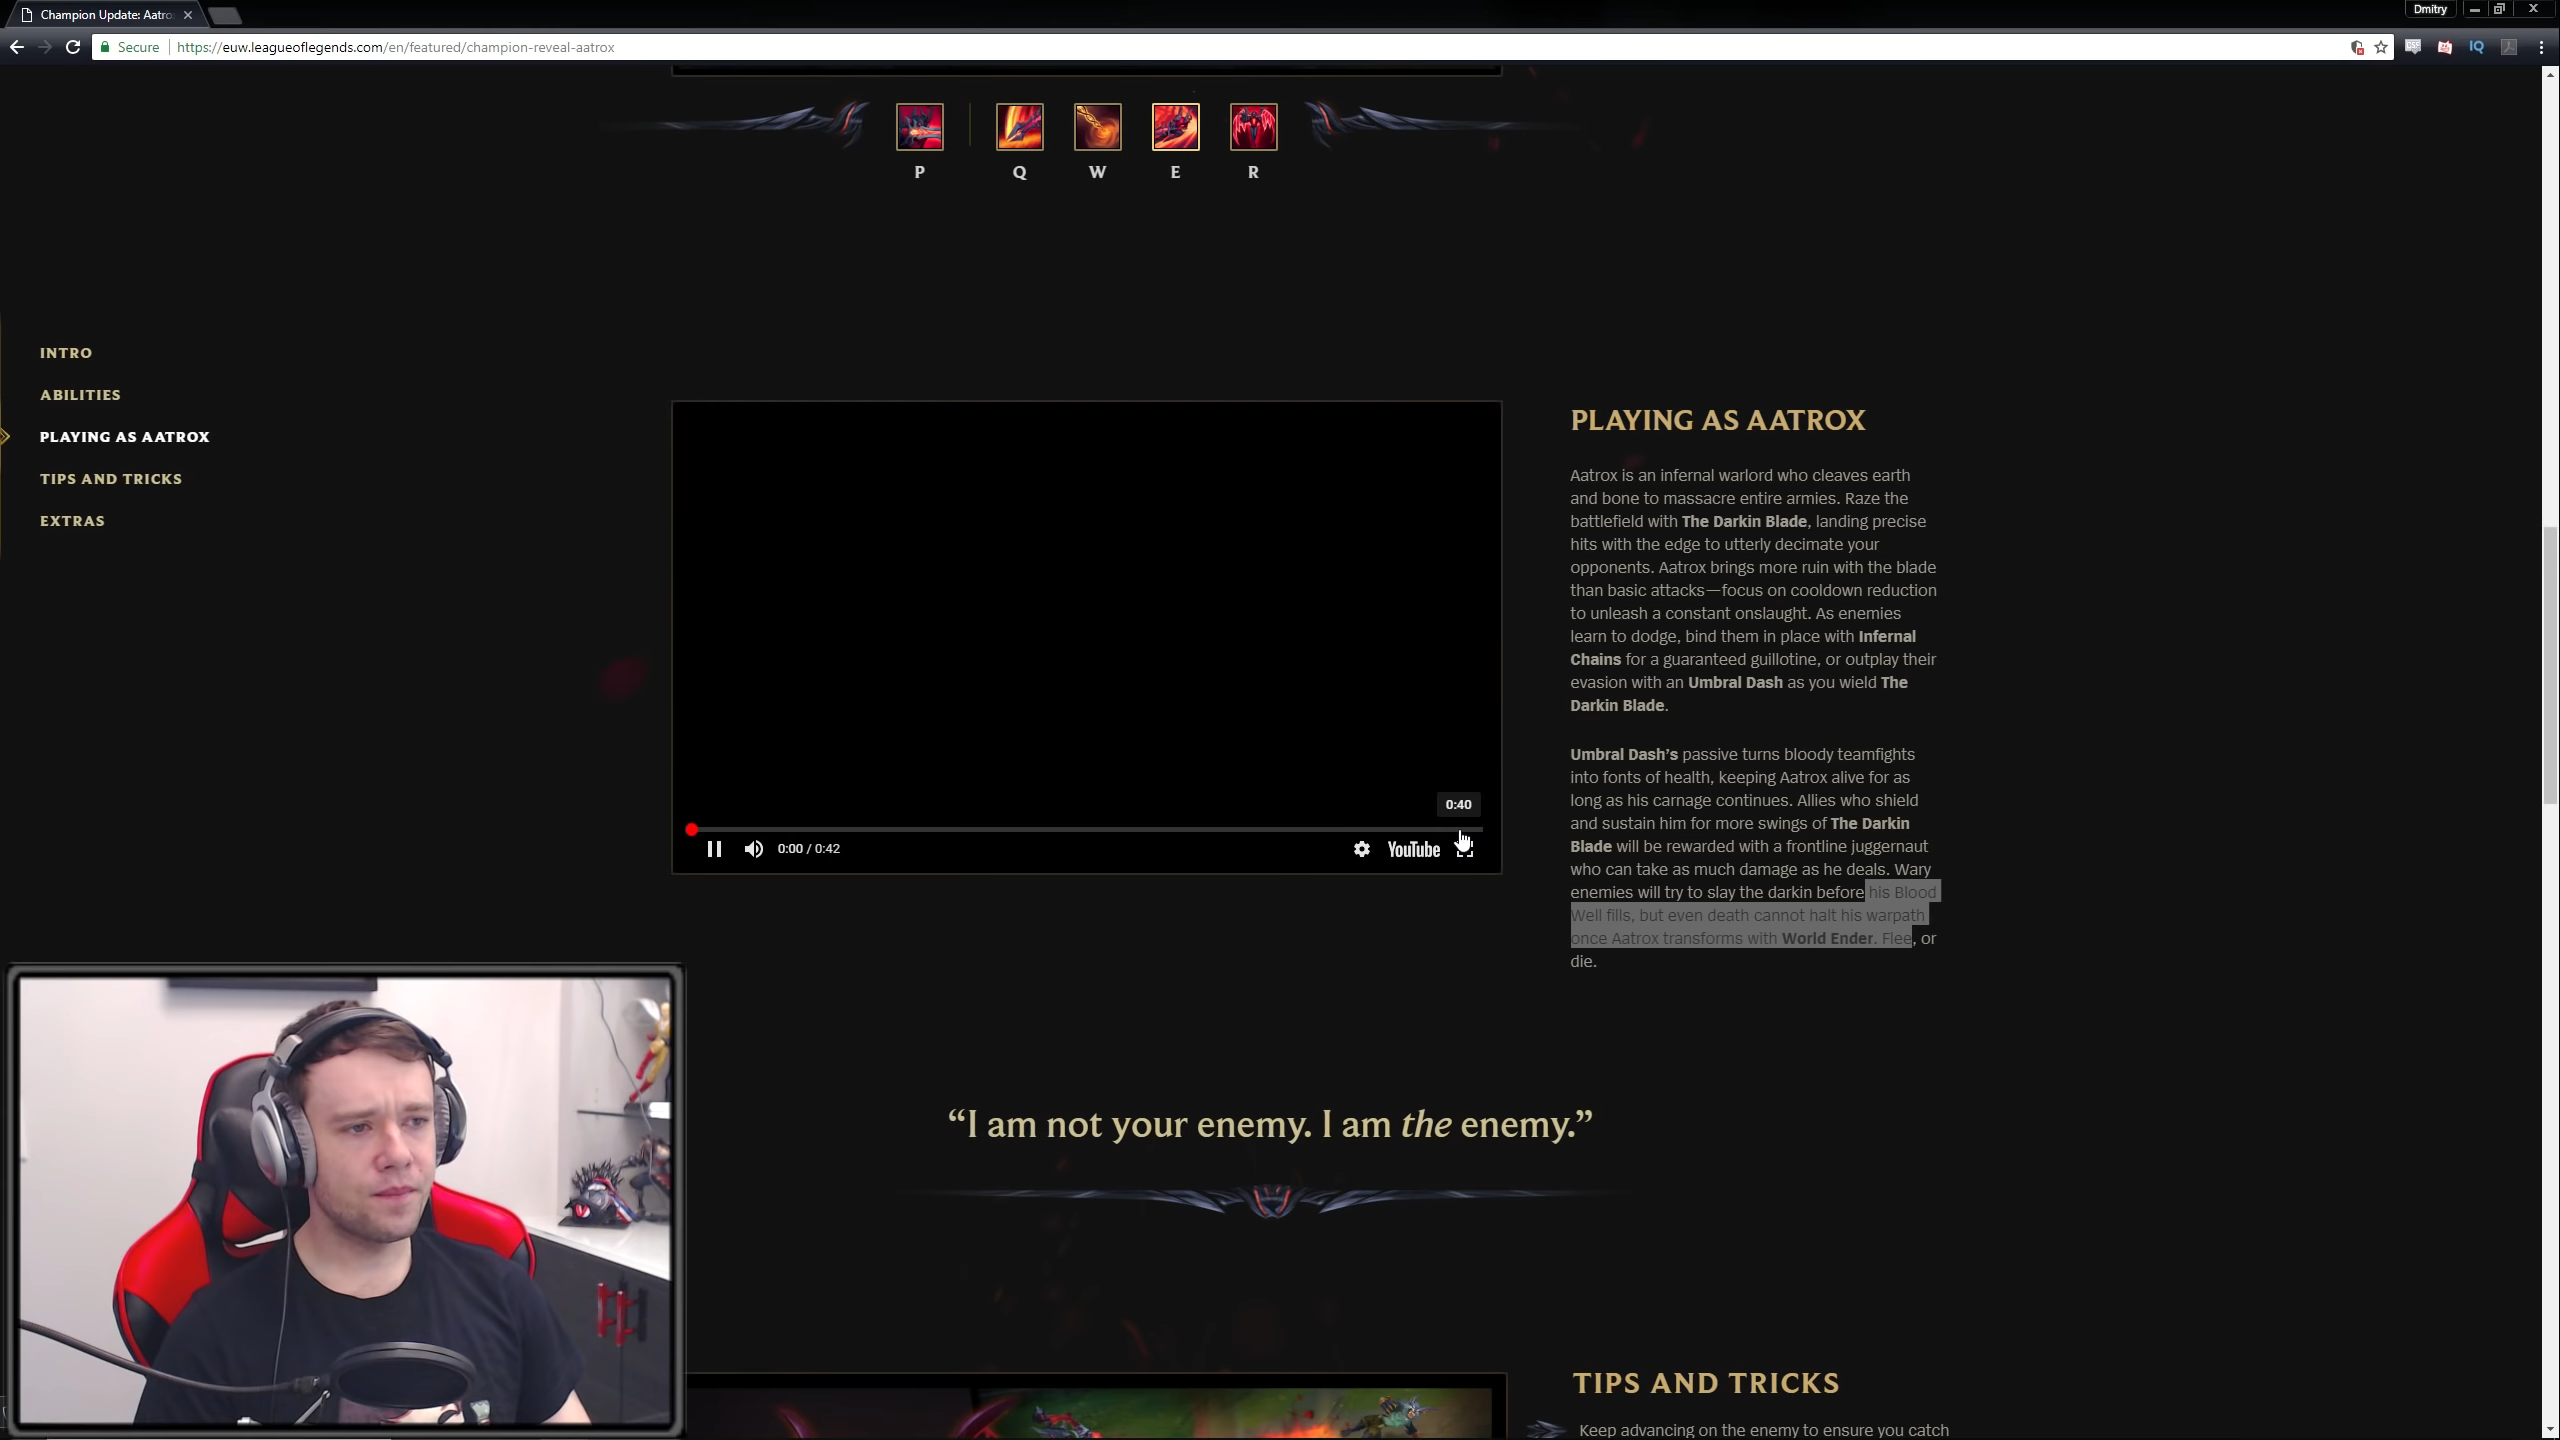 Champion Update: Aatro
Dmitry
Secure
https://euw.leagueoflegends.com/en/featured/champion-reveal-aatrox
IQ
P
Q
W
E
R
INTRO
ABILITIES
PLAYING AS AATROX
TIPS AND TRICKS
EXTRAS
0:40
0:00 / 0:42
YouTube
PLAYING AS AATROX
Aatrox is an infernal warlord who cleaves earth
and bone to massacre entire armies. Raze the
battlefield with The Darkin Blade, landing precise
hits with the edge to utterly decimate your
opponents. Aatrox brings more ruin with the blade
than basic attacks—focus on cooldown reduction
to unleash a constant onslaught. As enemies
learn to dodge, bind them in place with Infernal
Chains for a guaranteed guillotine, or outplay their
evasion with an Umbral Dash as you wield The
Darkin Blade.
Umbral Dash’s passive turns bloody teamfights
into fonts of health, keeping Aatrox alive for as
long as his carnage continues. Allies who shield
and sustain him for more swings of The Darkin
Blade will be rewarded with a frontline juggernaut
who can take as much damage as he deals. Wary
enemies will try to slay the darkin before his Blood
Well fills, but even death cannot halt his warpath
once Aatrox transforms with World Ender. Flee, or
die.
“I am not your enemy. I am the enemy.”
TIPS AND TRICKS
Keep advancing on the enemy to ensure you catch